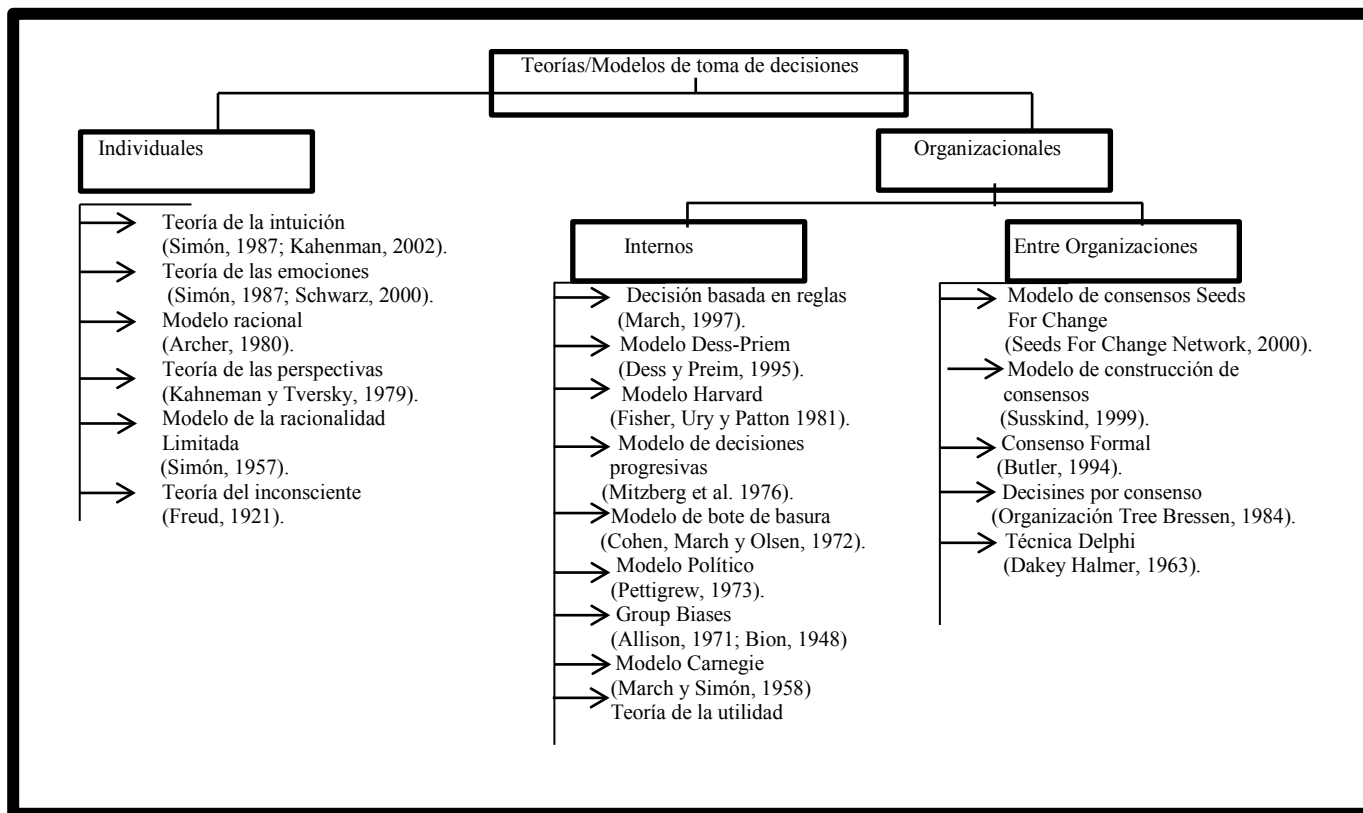 Teorías/Modelos de toma de decisiones
Individuales
Teoría de la intuición
(Simón, 1987; Kahenman, 2002).
Teoría de las emociones
(Simón, 1987; Schwarz, 2000).
Modelo racional
(Archer, 1980).
Teoría de las perspectivas
(Kahneman y Tversky, 1979).
Modelo de la racionalidad
Limitada
(Simón, 1957).
Teoría del inconsciente
(Freud, 1921).
Organizacionales
Internos
Decisión basada en reglas
(March, 1997).
Modelo Dess-Priem
(Dess y Preim, 1995).
Modelo Harvard
(Fisher, Ury y Patton 1981).
Modelo de decisiones
progresivas
(Mitzberg et al. 1976).
Modelo de bote de basura
(Cohen, March y Olsen, 1972).
Modelo Político
(Pettigrew, 1973).
Group Biases
(Allison, 1971; Bion, 1948)
Modelo Carnegie
(March y Simón, 1958)
Teoría de la utilidad
Entre Organizaciones
Modelo de consensos Seeds
For Change
(Seeds For Change Network, 2000).
Modelo de construcción de
consensos
(Susskind, 1999).
Consenso Formal
(Butler, 1994).
Decisines por consenso
(Organización Tree Bressen, 1984).
Técnica Delphi
(Dakey Halmer, 1963).